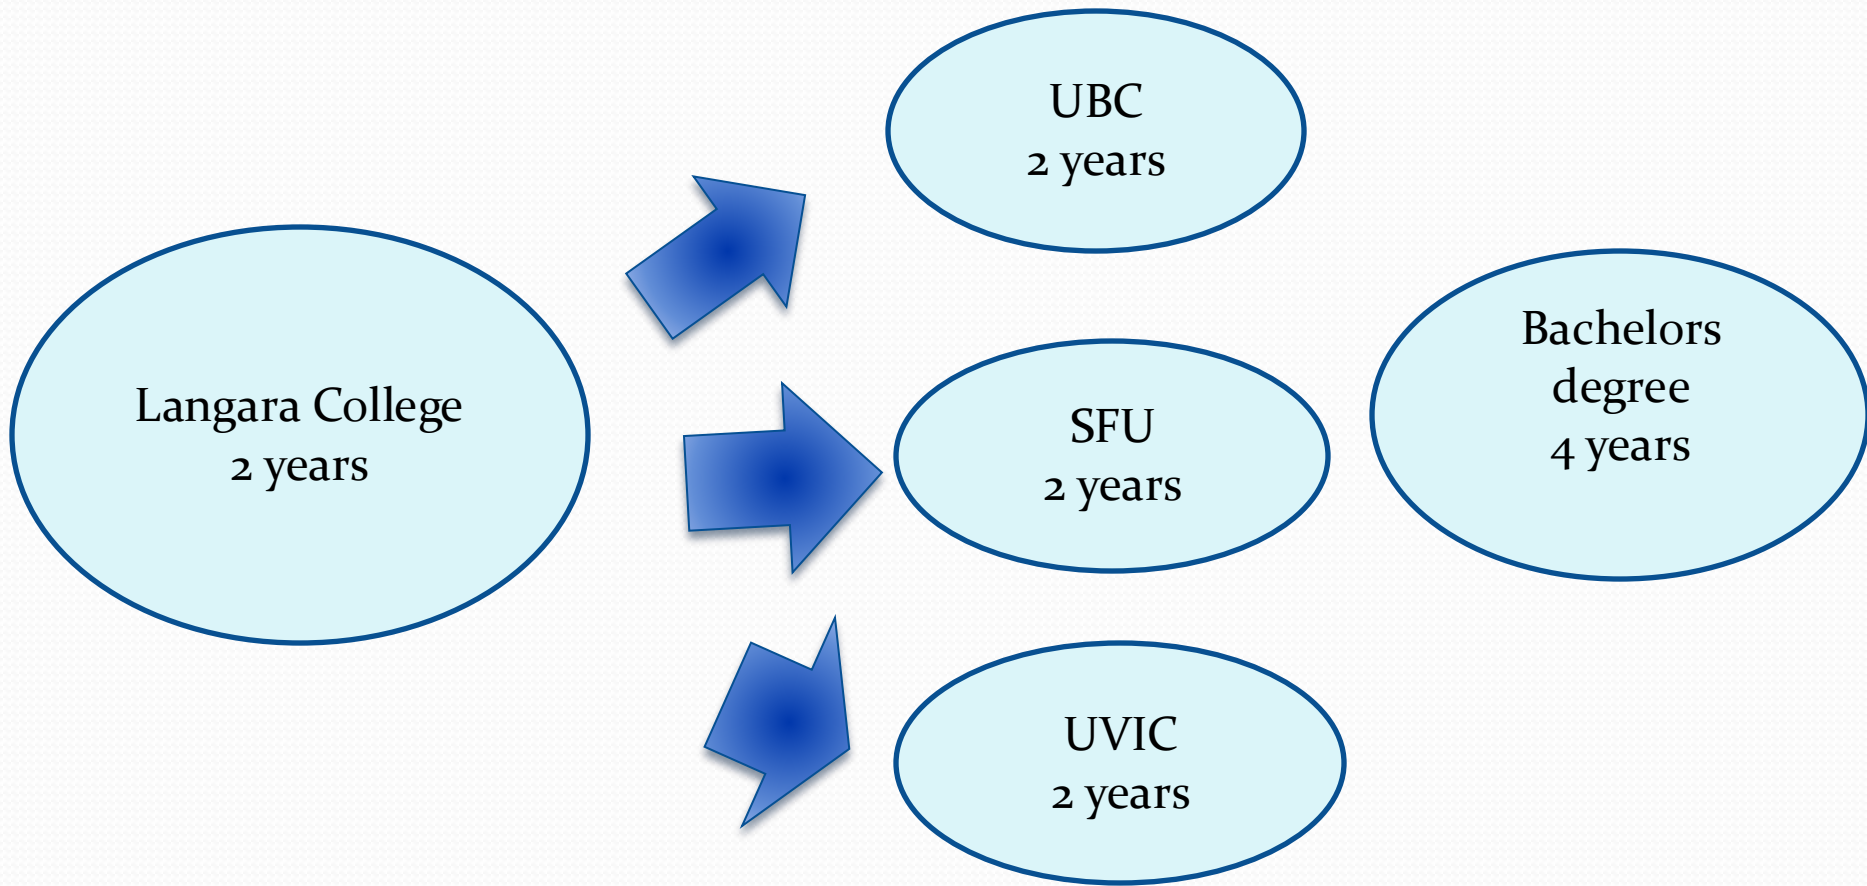 Langara College
2 years
UBC
2 years
SFU
2 years
UVIC
2 years
Bachelors
degree
4 years